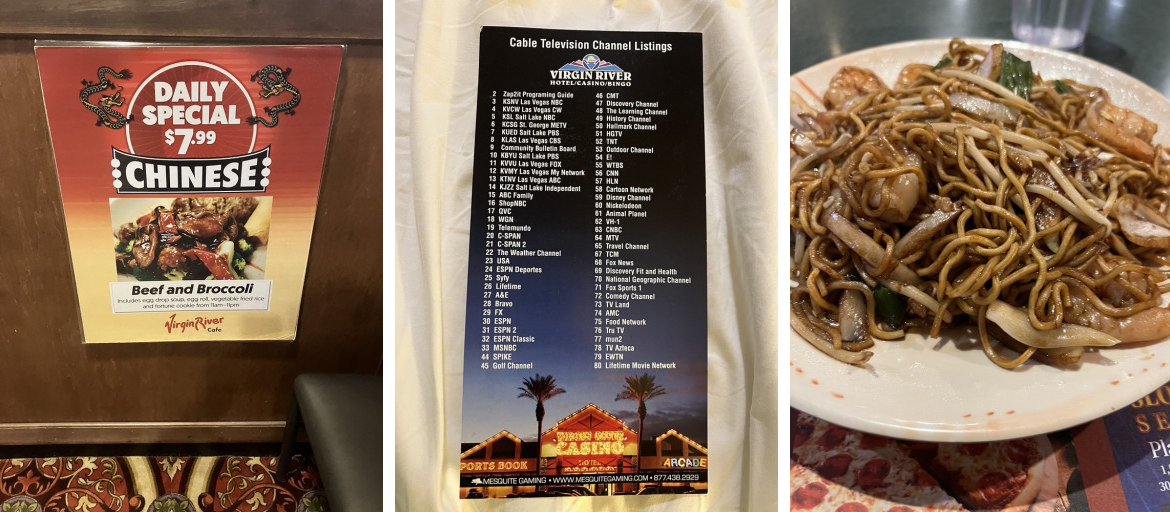 DAILY
SPECIAL
$7.99
CHINESE
Beef and Broccoli
Includes egg drop soup, egg roll, vegetable fried rice
and fortune cookie from 11am-11pm
Virgin River
Cafe
Cable Television Channel Listings
VIRGIN RIVER
HOTEL/CASINO/BINGO
2 Zap2it Programing Guide
3 KSNV Las Vegas NBC
4 KVCW Las Vegas CW
5 KSL Salt Lake NBC
6 KCSG St. George METV
7 KUED Salt Lake PBS
8 KLAS Las Vegas CBS
9 Community Bulletin Board
10 KBYU Salt Lake PBS
11 KVVU Las Vegas FOX
12 KVMY Las Vegas My Network
13 KTNV Las Vegas ABC
14 KJZZ Salt Lake Independent
15 ABC Family
16 ShopNBC
17 QVC
18 WGN
19 Telemundo
20 C-SPAN
21 C-SPAN 2
22 The Weather Channel
23 USA
24 ESPN Deportes
25 Syfy
26 Lifetime
27 A&E
28 Bravo
29 FX
30 ESPN
31 ESPN 2
32 ESPN Classic
33 MSNBC
44 SPIKE
45 Golf Channel
46 CMT
47 Discovery Channel
48 The Learning Channel
49 History Channel
50 Hallmark Channel
51 HGTV
52 TNT
53 Outdoor Channel
54 E!
55 WTBS
56 CNN
57 HLN
58 Cartoon Network
59 Disney Channel
60 Nickelodeon
61 Animal Planet
62 VH-1
63 CNBC
64 MTV
65 Travel Channel
67 TCM
68 Fox News
69 Discovery Fit and Health
70 National Geographic Channel
71 Fox Sports 1
72 Comedy Channel
73 TV Land
74 AMC
75 Food Network
76 Tru TV
77 mun2
78 TV Azteca
79 EWTN
80 Lifetime Movie Network
VIRGIN RIVER
CASINO
HOTEL
PORTS BOOK
ARCADE
MESQUITE GAMING • WWW.MESQUITEGAMING.COM • 877.438.2929